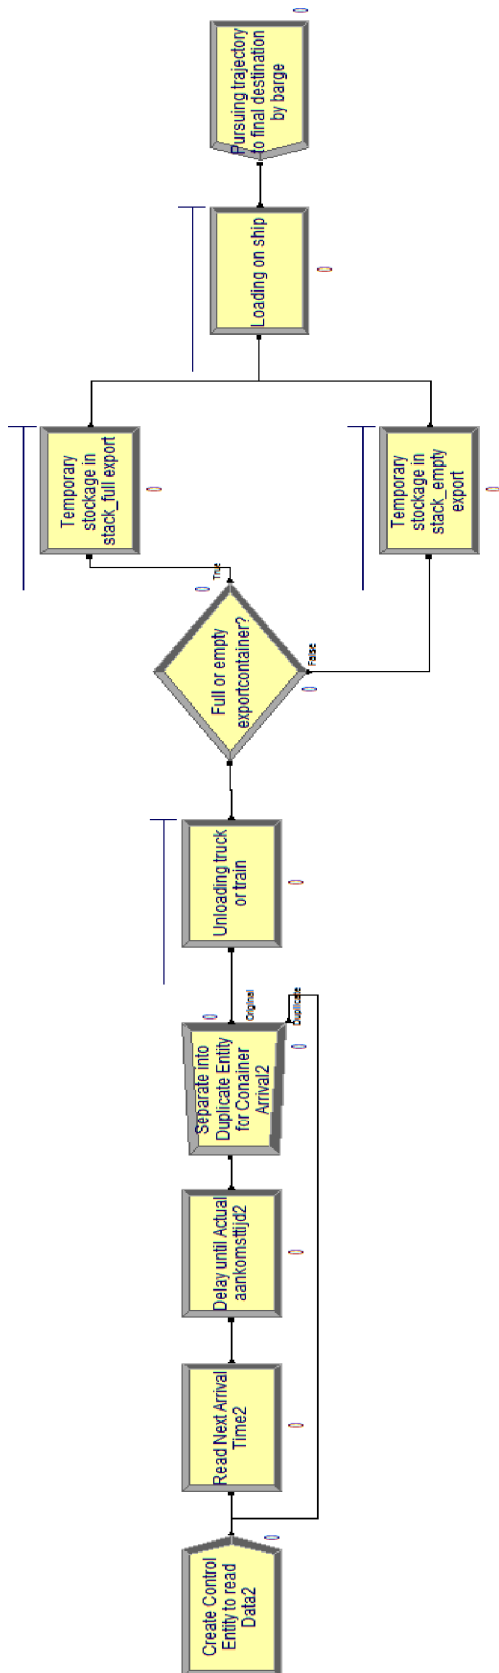 Create Control
Entity to read
Data2
0
Read Next Arrival
Time2
0
Delay until Actual
aankomsttijd2
0
Separate into
Duplicate Entity
for Conainer
Arrival2
0
Original
0
Duplicate
Unloading truck
or train
0
Full or empty
exportcontainer?
0
True
0
False
Temporary
stockage in
stack_full export
0
Temporary
stockage in
stack_empty
export
0
Loading on ship
0
Pursuing trajectory
to final destination
by barge
0